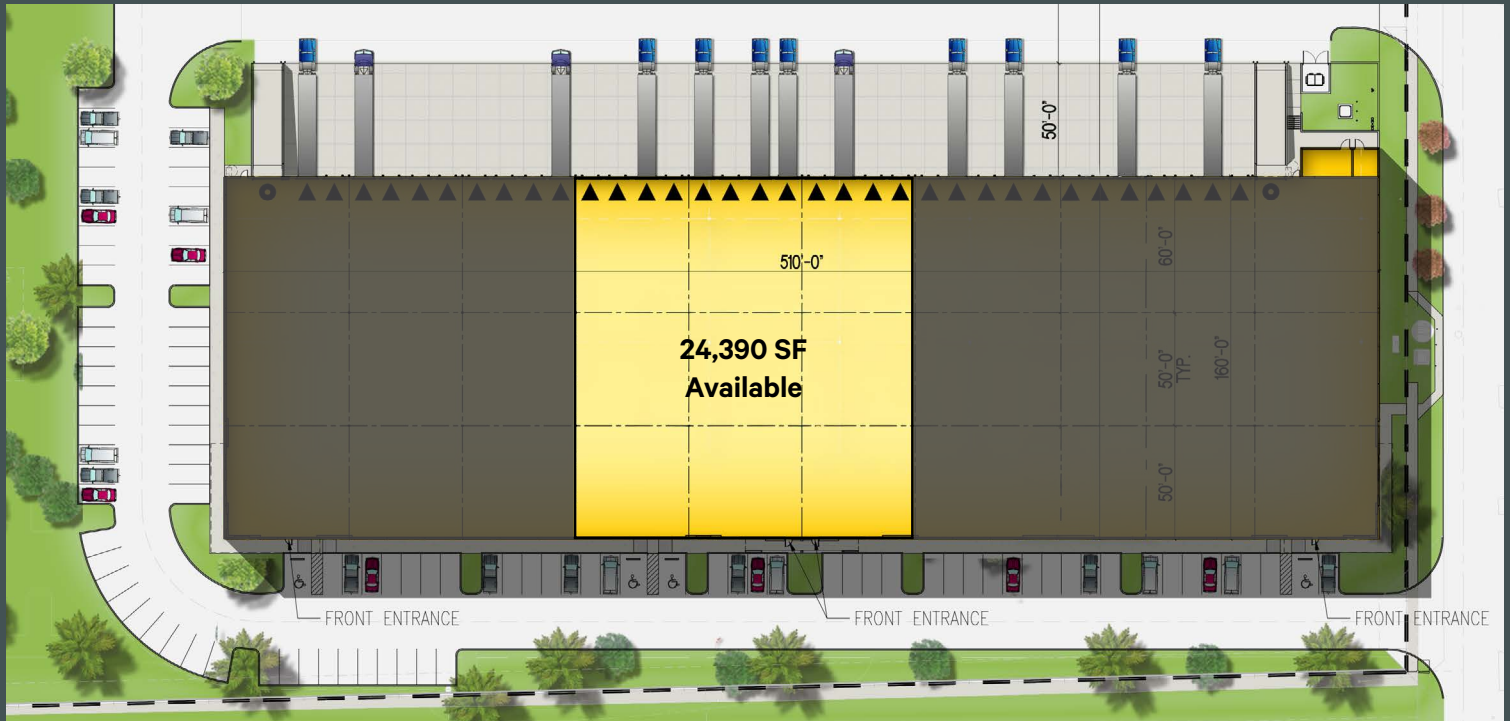 B
50'-0"
510'-0"
60'-0"
24,390 SF
Available
50'-0"
TYP.
160'-0"
50'-0"
FRONT ENTRANCE
FRONT ENTRANCE
FRONT ENTRANCE